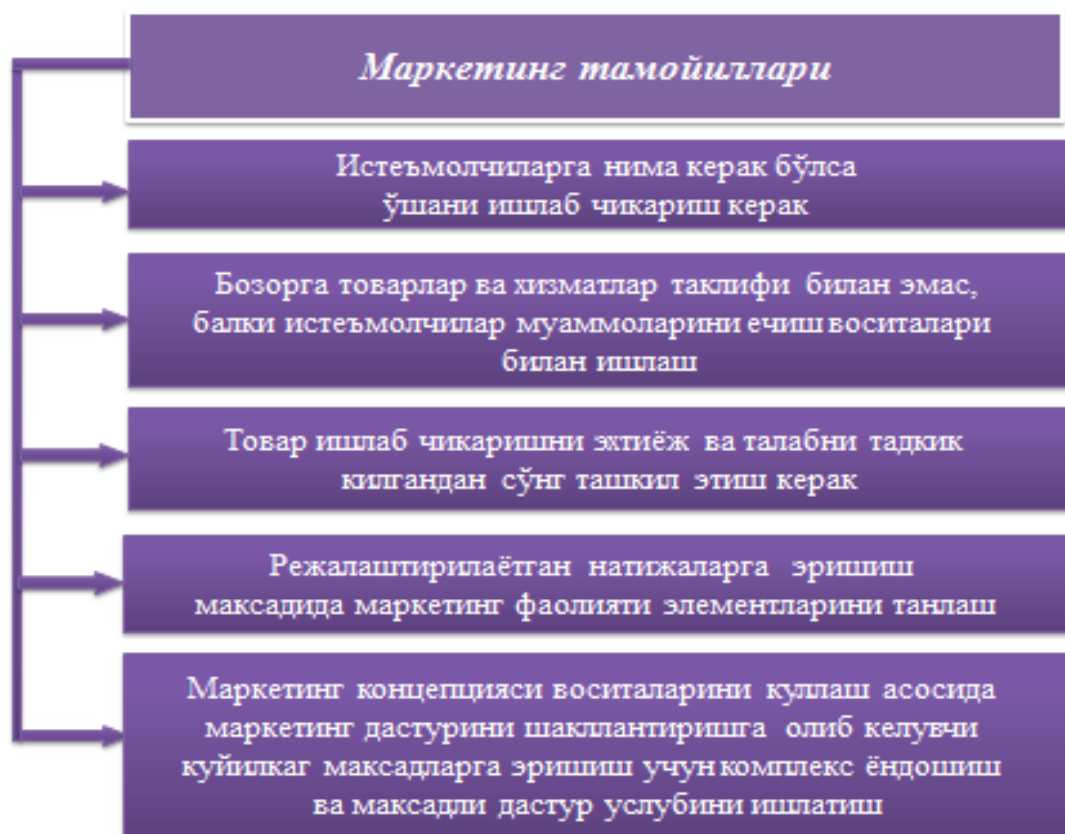 Маркетинг тамойиллари
Истеъмолчиларга нима керак бўлса
ўшани ишлаб чикариш керак
Бозорга товарлар ва хизматлар таклифи билан эмас,
балки истеъмолчилар муаммоларини ечиш воситалари
билан ишлаш
Товар ишлаб чикаришни эхтиёж ва талабни тадкик
килгандан сўнг ташкил этиш керак
Режалаштирилаётган натижаларга эришиш
максадида маркетинг фаолияти элементларини танлаш
Маркетинг концепцияси воситаларини куллаш асосида
маркетинг дастурини шакллантиришга олиб келувчи
куйилкаг максадларга эришиш учун комплекс ёндошиш
ва максадли дастур услубини ишлатиш